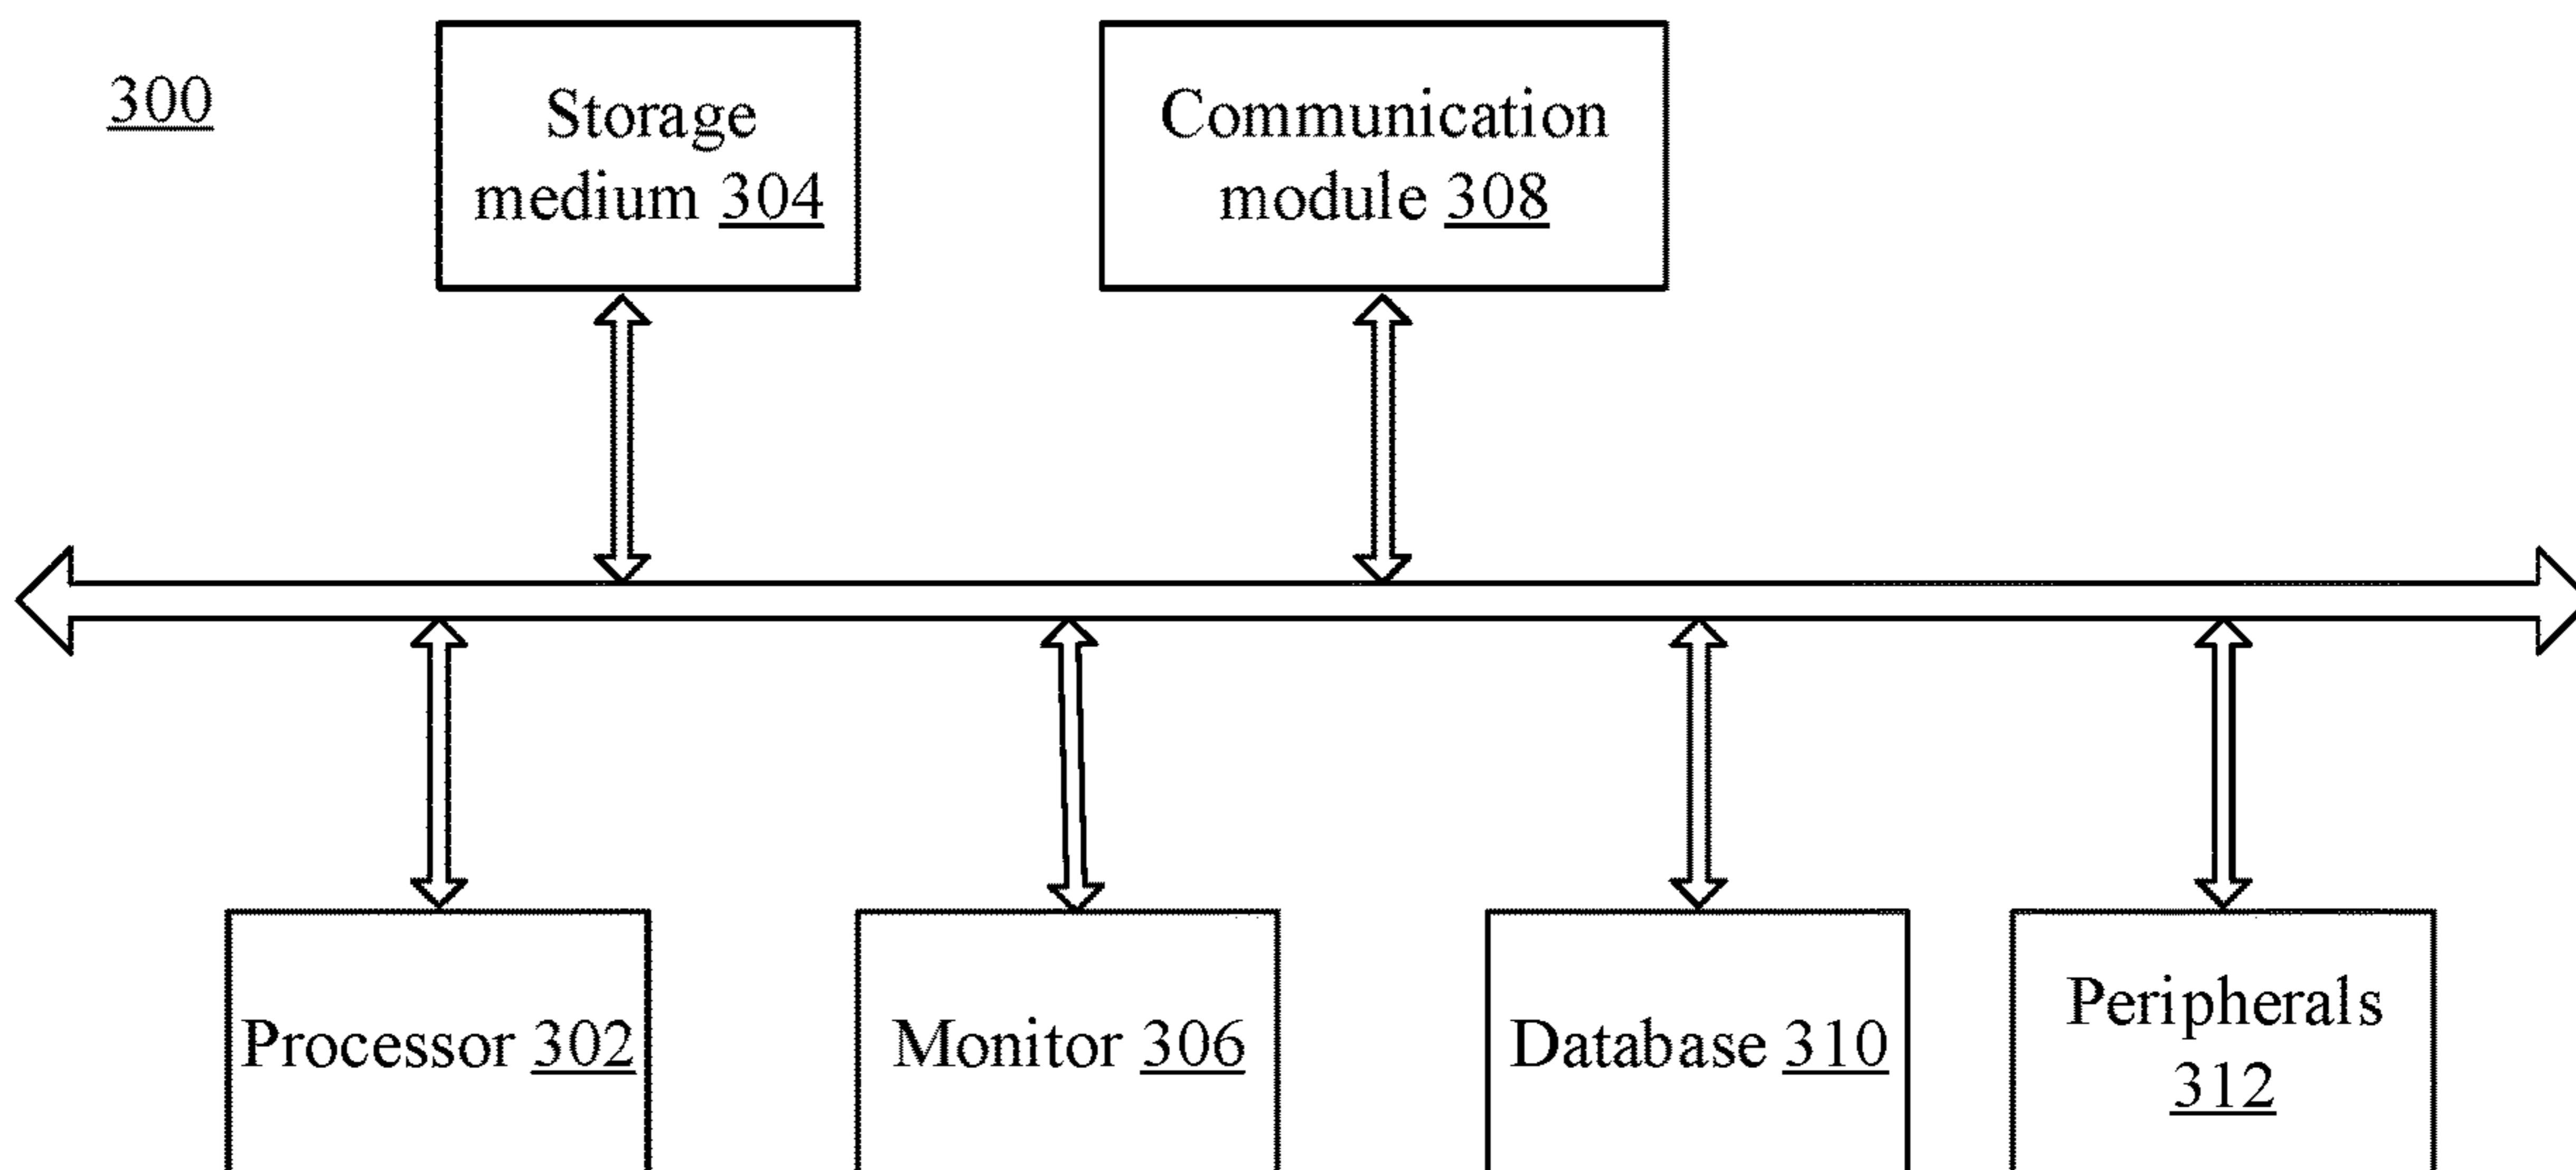 300
Storage
medium 304
Communication
module 308
Processor 302
Monitor 306
Database 310
Peripherals
312